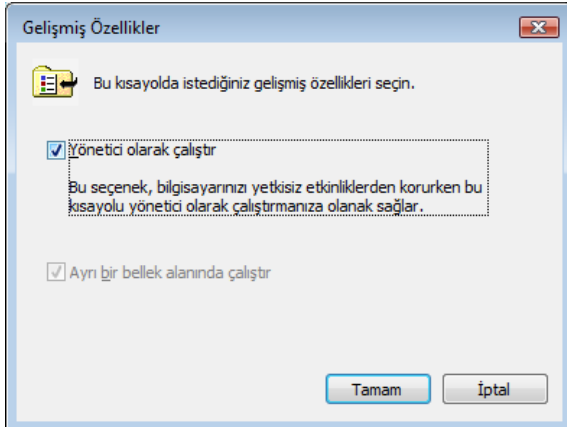 Gelişmiş Özellikler
Bu kısayolda istediğiniz gelişmiş özellikleri seçin.
Yönetici olarak çalıştır
Bu seçenek, bilgisayarınızı yetkisiz etkinliklerden korurken bu
kısayolu yönetici olarak çalıştırmanıza olanak sağlar.
Ayrı bir bellek alanında çalıştır
Tamam
İptal